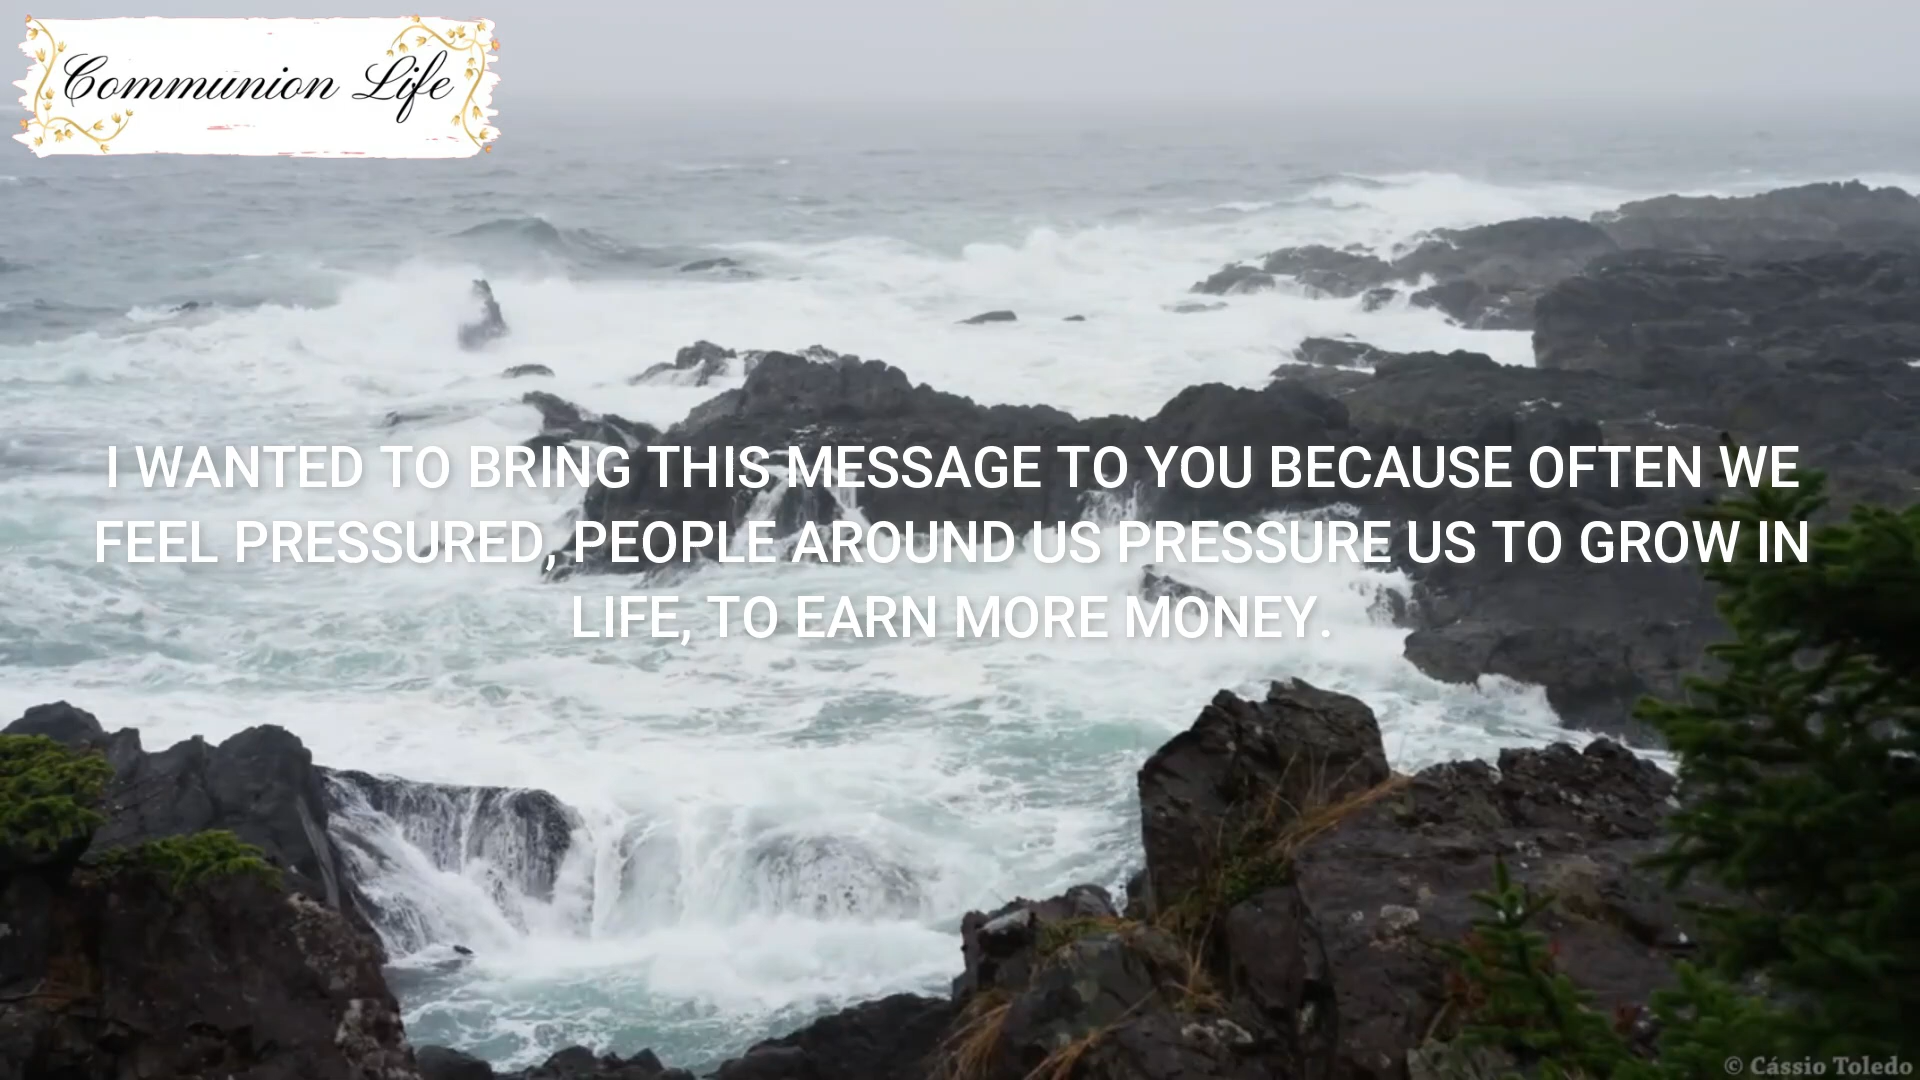 Communion Life
I WANTED TO BRING THIS MESSAGE TO YOU BECAUSE OFTEN WE
FEEL PRESSURED, PEOPLE AROUND US PRESSURE US TO GROW IN
LIFE, TO EARN MORE MONEY.
© Cássio Toledo